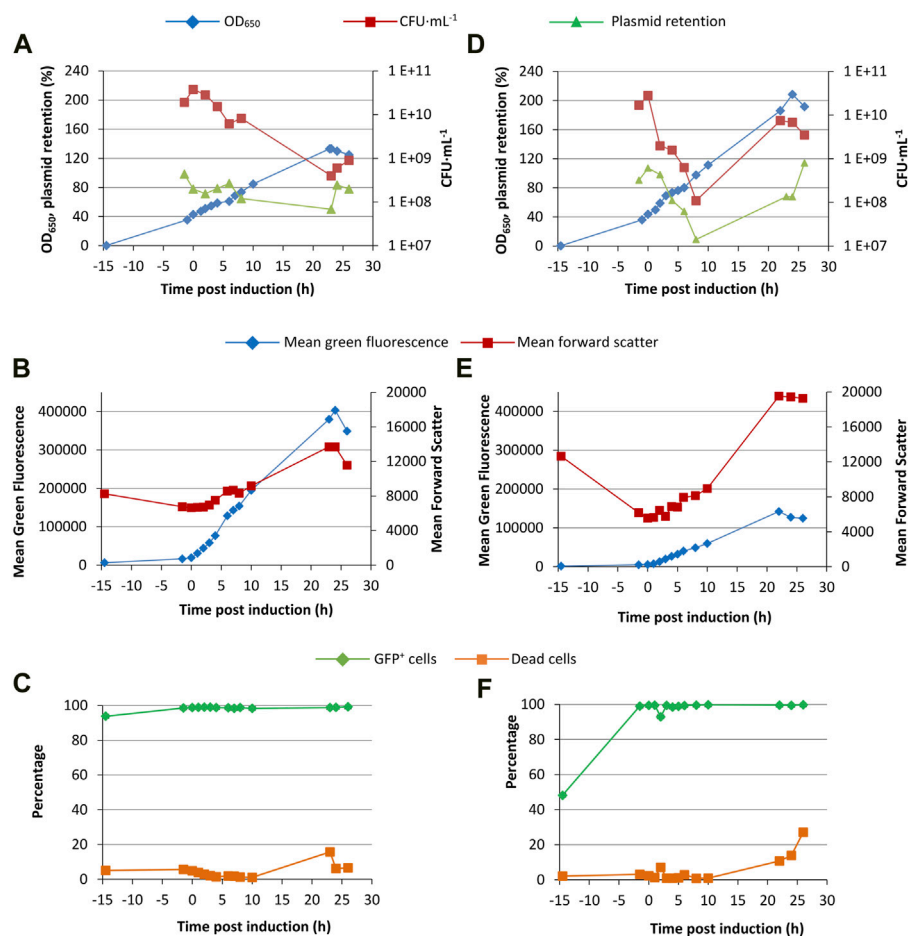 OD650 CFU·mL-1 Plasmid retention
A
D
OD650, plasmid retention (%)
240
200
160
120
80
40
0
1 E+11
1 E+10
1 E+09
1 E+08
1 E+07
CFU·mL-1
-15 -10 -5 0 5 10 15 20 25 30
Time post induction (h)
OD650, plasmid retention (%)
240
200
160
120
80
40
0
1 E+11
1 E+10
1 E+09
1 E+08
1 E+07
CFU·mL-1
-15 -10 -5 0 5 10 15 20 25 30
Time post induction (h)
Mean green fluorescence Mean forward scatter
B
E
Mean Green Fluorescence
400000
300000
200000
100000
0
20000
16000
12000
8000
4000
0
Mean Forward Scatter
-15 -10 -5 0 5 10 15 20 25 30
Time post induction (h)
Mean Green Fluorescence
400000
300000
200000
100000
0
20000
16000
12000
8000
4000
0
Mean Forward Scatter
-15 -10 -5 0 5 10 15 20 25 30
Time post induction (h)
GFP+ cells Dead cells
C
F
Percentage
100
80
60
40
20
0
-15 -10 -5 0 5 10 15 20 25 30
Time post induction (h)
Percentage
100
80
60
40
20
0
-15 -10 -5 0 5 10 15 20 25 30
Time post induction (h)